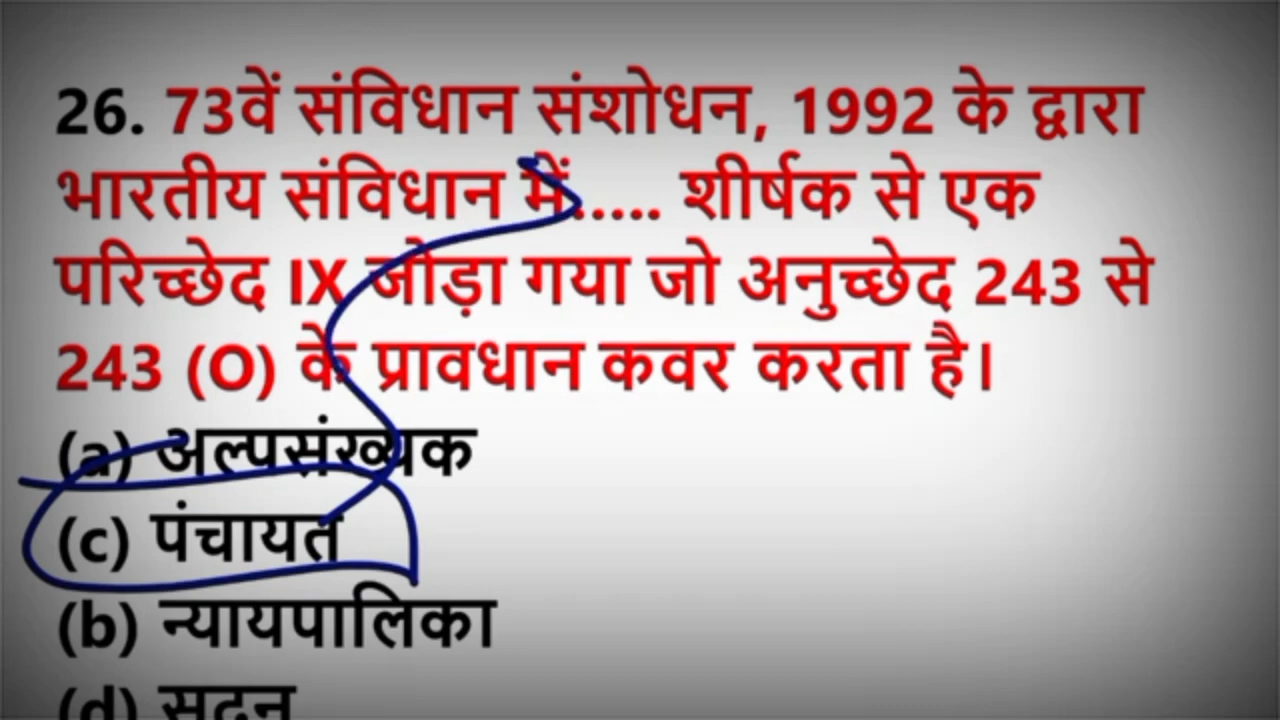 26. 73वें संविधान संशोधन, 1992 के द्वारा
भारतीय संविधान में..... शीर्षक से एक
परिच्छेद IX जोड़ा गया जो अनुच्छेद 243 से
243 (O) के प्रावधान कवर करता है।
(a) अल्पसंख्यक
(c) पंचायत
(b) न्यायपालिका
(d) सदन